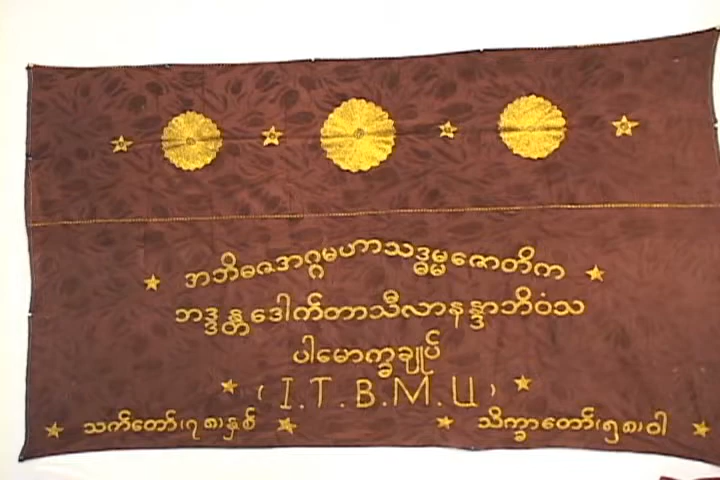 အဘိဓဇအဂ္ဂမဟာသဒ္ဓမ္မဇောတိက
ဘဒ္ဒန္တဒေါက်တာသီလာနန္ဒာဘိဝံသ
ပါမောက္ခချုပ်
(I.T.B.M.U)
သက်တော်(၇၈)နှစ် သိက္ခာတော်(၅၈)ဝါ